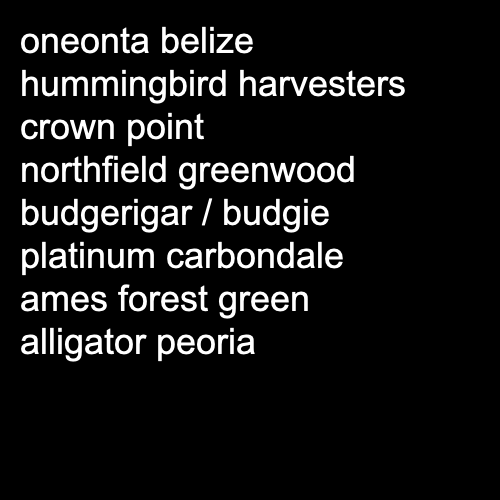 oneonta belize
hummingbird harvesters
crown point
northfield greenwood
budgerigar / budgie
platinum carbondale
ames forest green
alligator peoria